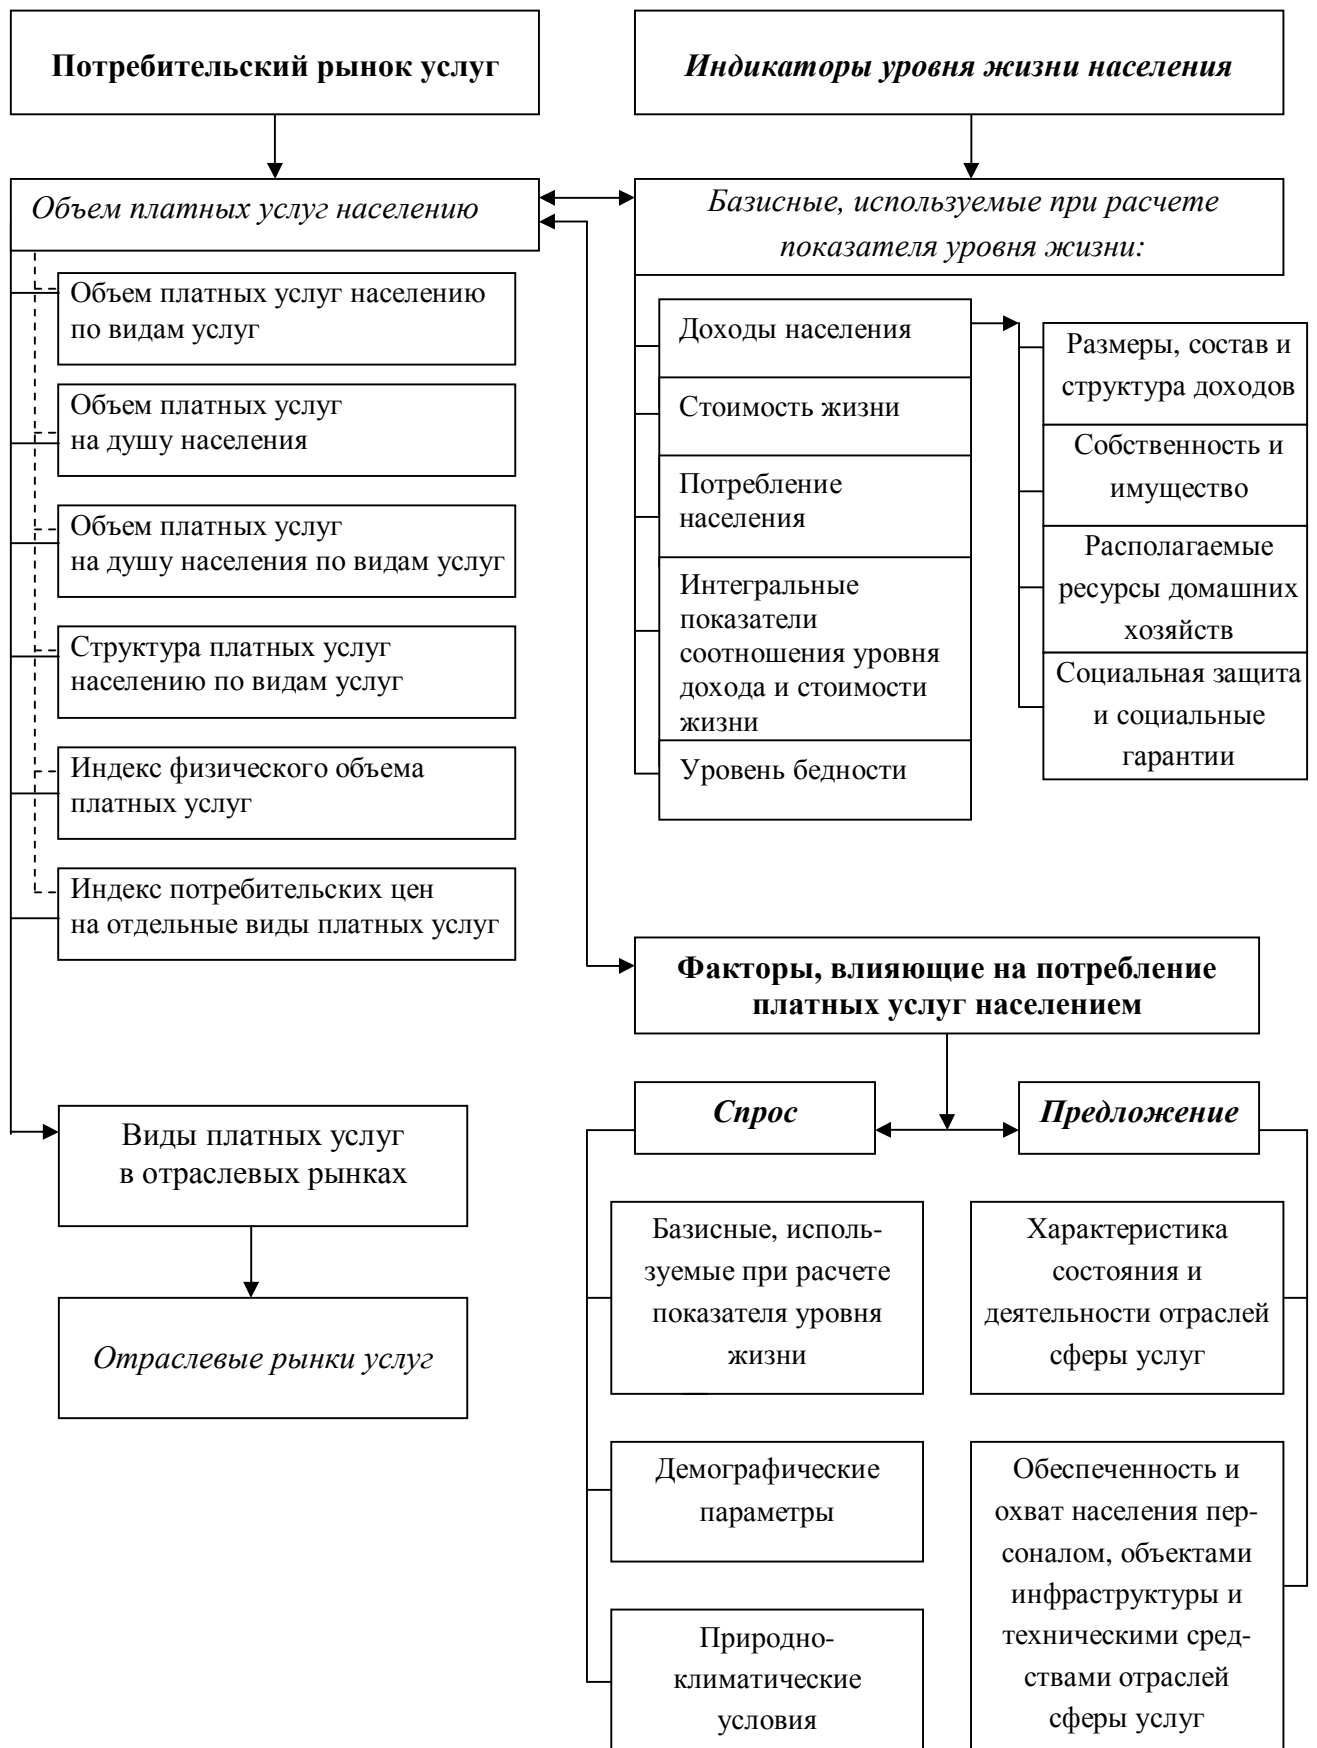 Потребительский рынок услуг
Индикаторы уровня жизни населения
Объем платных услуг населению
Базисные, используемые при расчете
показателя уровня жизни:
Объем платных услуг населению
по видам услуг
Объем платных услуг
на душу населения
Объем платных услуг
на душу населения по видам услуг
Структура платных услуг
населению по видам услуг
Индекс физического объема
платных услуг
Индекс потребительских цен
на отдельные виды платных услуг
Доходы населения
Стоимость жизни
Потребление
населения
Интегральные
показатели
соотношения уровня
дохода и стоимости
жизни
Уровень бедности
Размеры, состав и
структура доходов
Собственность и
имущество
Располагаемые
ресурсы домашних
хозяйств
Социальная защита
и социальные
гарантии
Факторы, влияющие на потребление
платных услуг населением
Виды платных услуг
в отраслевых рынках
Отраслевые рынки услуг
Спрос
Предложение
Базисные, исполь-
зуемые при расчете
показателя уровня
жизни
Демографические
параметры
Природно-
климатические
условия
Характеристика
состояния и
деятельности отраслей
сферы услуг
Обеспеченность и
охват населения пер-
соналом, объектами
инфраструктуры и
техническими сред-
ствами отраслей
сферы услуг